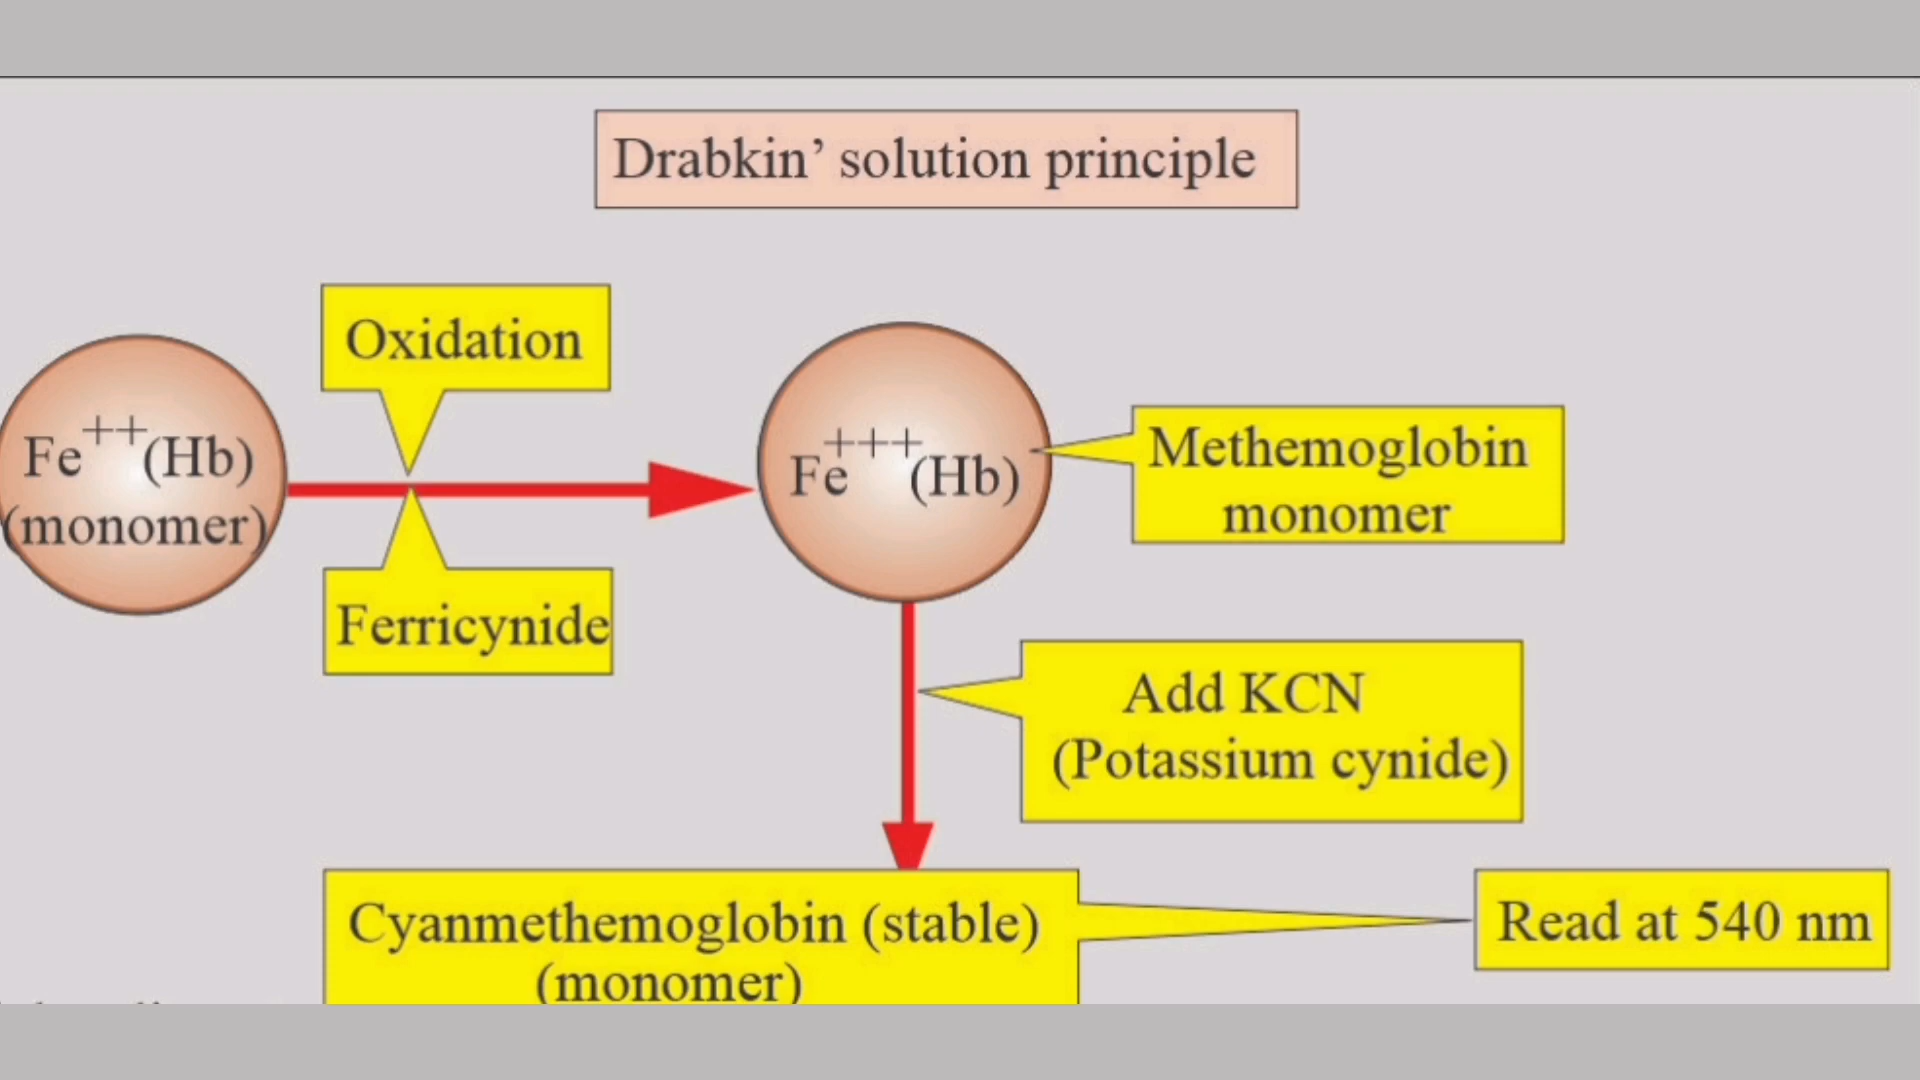 Drabkin’ solution principle
Oxidation
Fe++(Hb)
(monomer)
Ferricynide
Fe+++(Hb)
Methemoglobin
monomer
Add KCN
(Potassium cynide)
Cyanmethemoglobin (stable)
(monomer)
Read at 540 nm